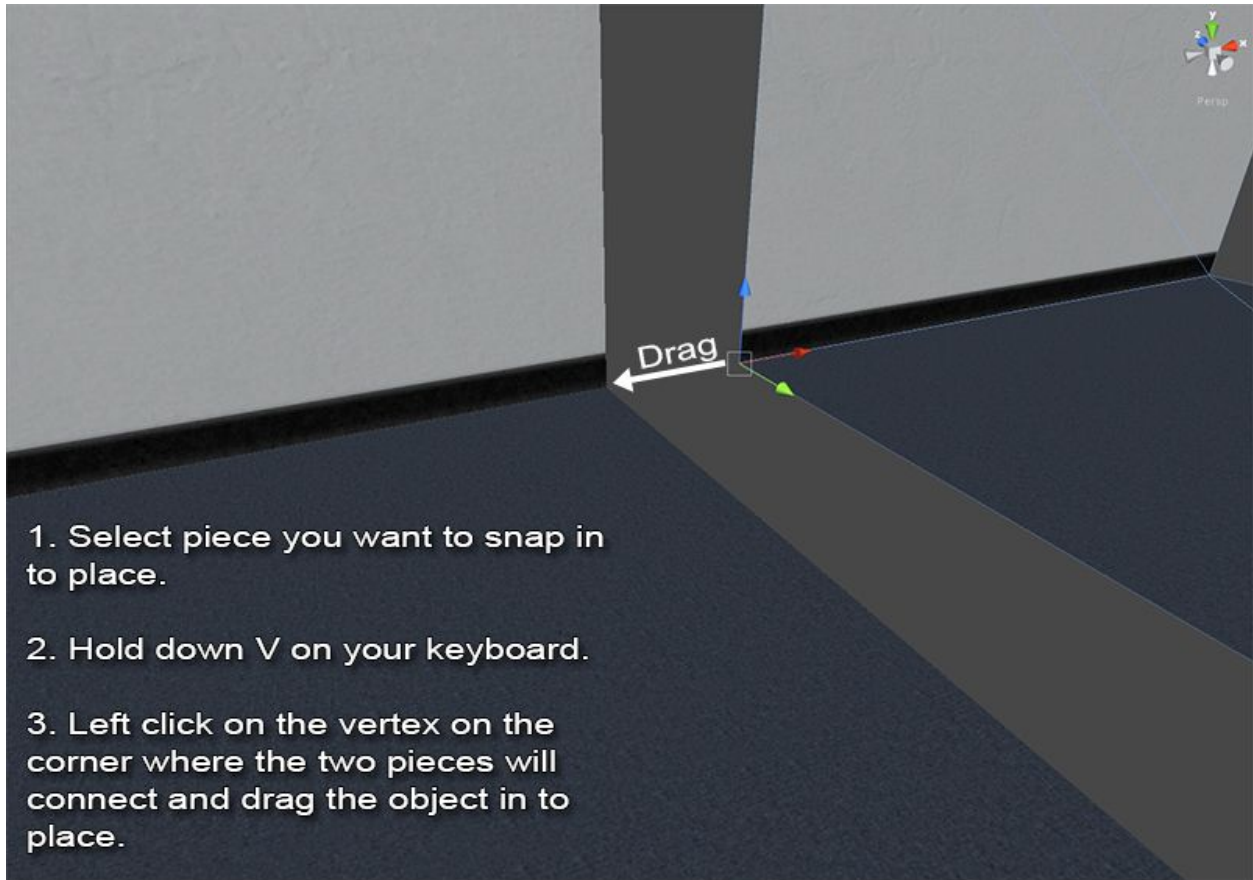 y
z
x
Persp
Drag
1. Select piece you want to snap in
to place.
2. Hold down V on your keyboard.
3. Left click on the vertex on the
corner where the two pieces will
connect and drag the object in to
place.